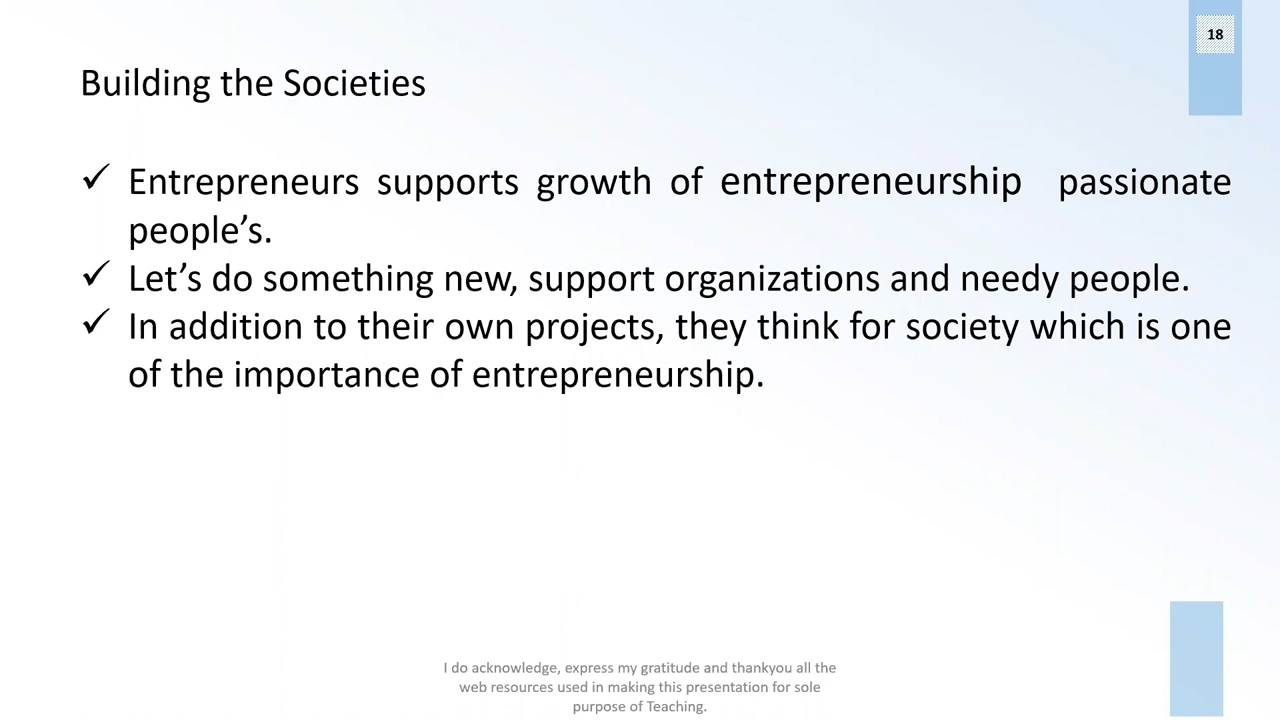 18
Building the Societies
✓ Entrepreneurs supports growth of entrepreneurship passionate
people’s.
✓ Let’s do something new, support organizations and needy people.
✓ In addition to their own projects, they think for society which is one
of the importance of entrepreneurship.
I do acknowledge, express my gratitude and thankyou all the
web resources used in making this presentation for sole
purpose of Teaching.